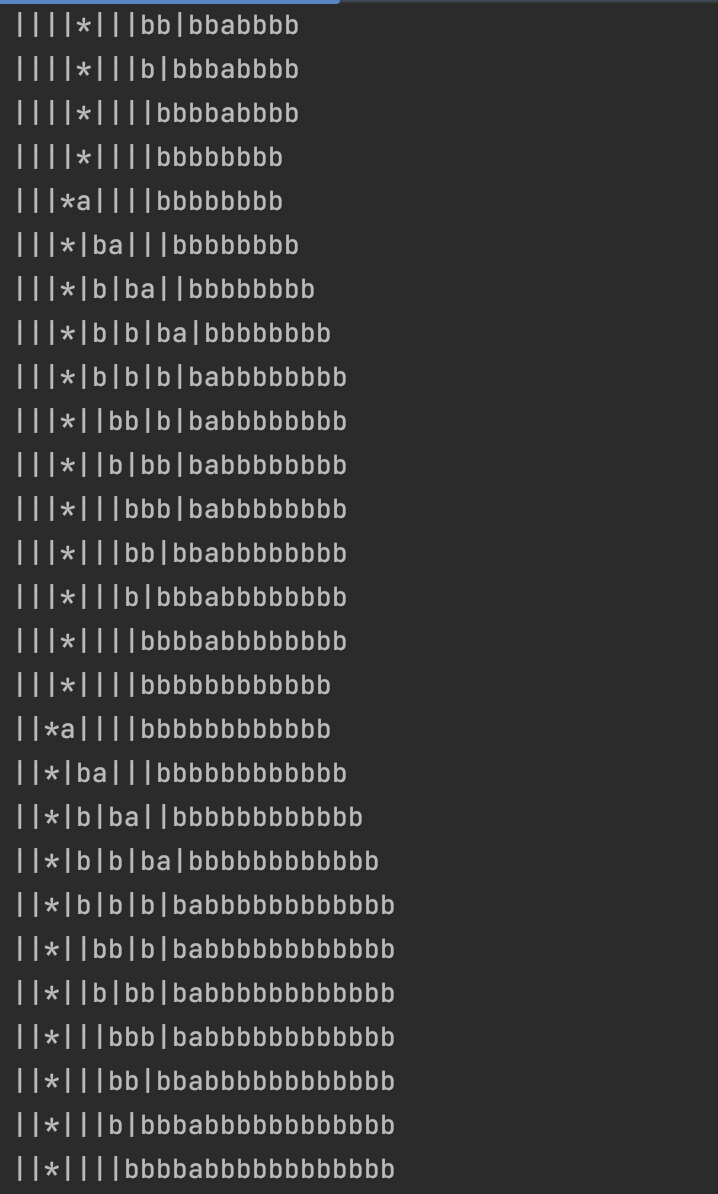 ||||*|||bb|bbabbbb
||||*|||b|bbbabbbb
||||*||||bbbbabbbb
||||*||||bbbbbbbb
|||*a||||bbbbbbbb
|||*|ba|||bbbbbbbb
|||*|b|ba||bbbbbbbb
|||*|b|b|ba|bbbbbbbb
|||*|b|b|b|babbbbbbbb
|||*||bb|b|babbbbbbbb
|||*||b|bb|babbbbbbbb
|||*|||bbb|babbbbbbbb
|||*|||bb|bbabbbbbbbb
|||*|||b|bbbabbbbbbbb
|||*||||bbbbabbbbbbbb
|||*||||bbbbbbbbbbbb
||*a||||bbbbbbbbbbbb
||*|ba|||bbbbbbbbbbbb
||*|b|ba||bbbbbbbbbbbb
||*|b|b|ba|bbbbbbbbbbbb
||*|b|b|b|babbbbbbbbbbbb
||*||bb|b|babbbbbbbbbbbb
||*||b|bb|babbbbbbbbbbbb
||*|||bbb|babbbbbbbbbbbb
||*|||bb|bbabbbbbbbbbbbb
||*|||b|bbbabbbbbbbbbbbb
||*||||bbbbabbbbbbbbbbbb